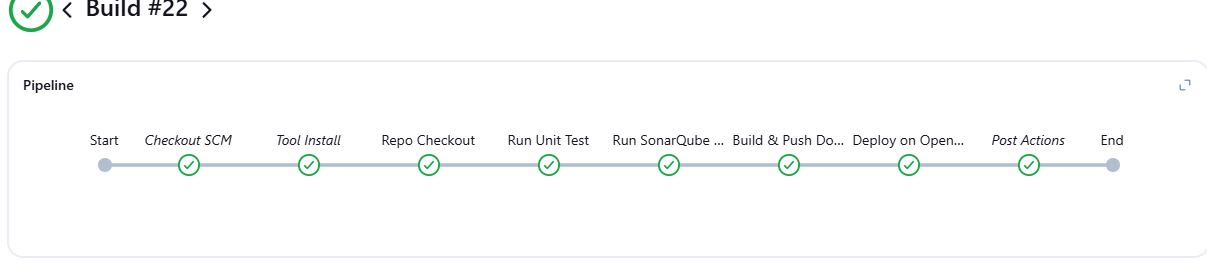 Build #22
Pipeline
Start Checkout SCM Tool Install Repo Checkout Run Unit Test Run SonarQube ... Build & Push Do... Deploy on Open... Post Actions End